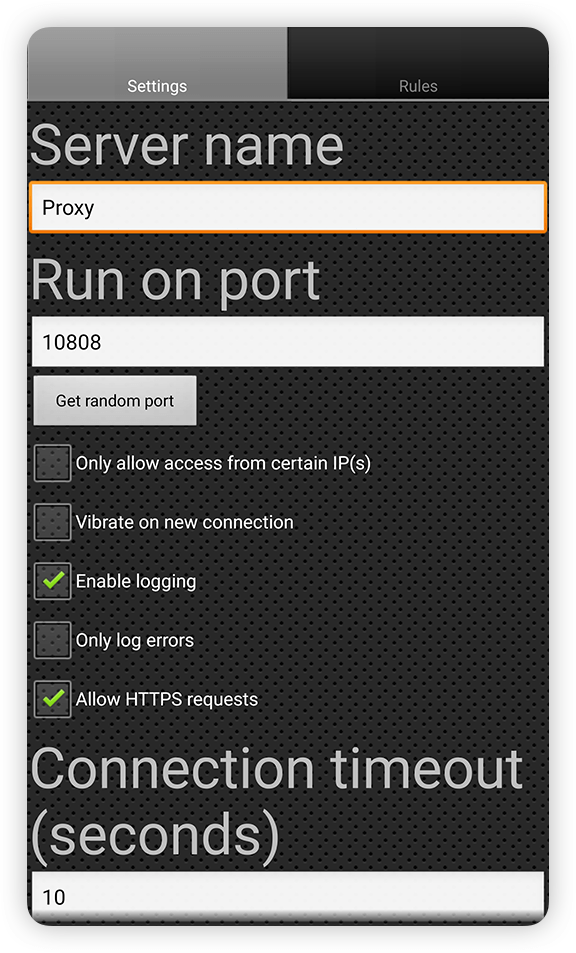 Settings
Rules
Server name
Proxy
Run on port
10808
Get random port
Only allow access from certain IP(s)
Vibrate on new connection
Enable logging
Only log errors
Allow HTTPS requests
Connection timeout
(seconds)
10